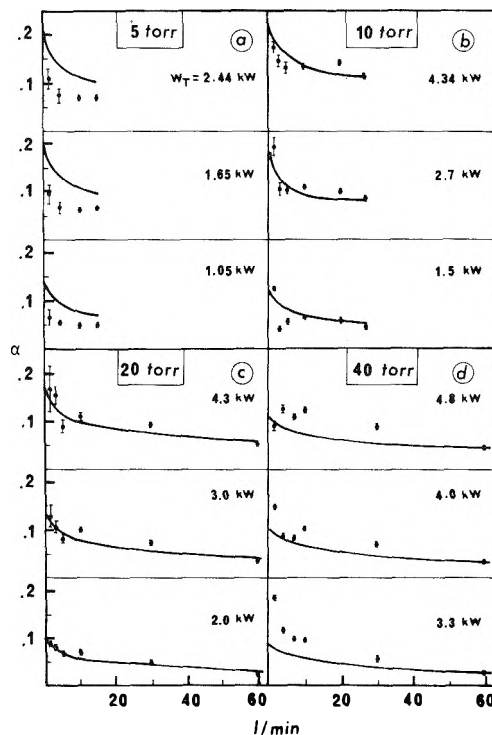 5 torr ⓐ
10 torr ⓑ
.2
.1
W_T = 2.44 kW
4.34 kW
.2
.1
1.65 kW
2.7 kW
.2
.1
1.05 kW
1.5 kW
α
20 torr ⓒ
40 torr ⓓ
.2
.1
4.3 kW
4.8 kW
.2
.1
3.0 kW
4.0 kW
.2
.1
2.0 kW
3.3 kW
20 40 60 20 40 60
l/min